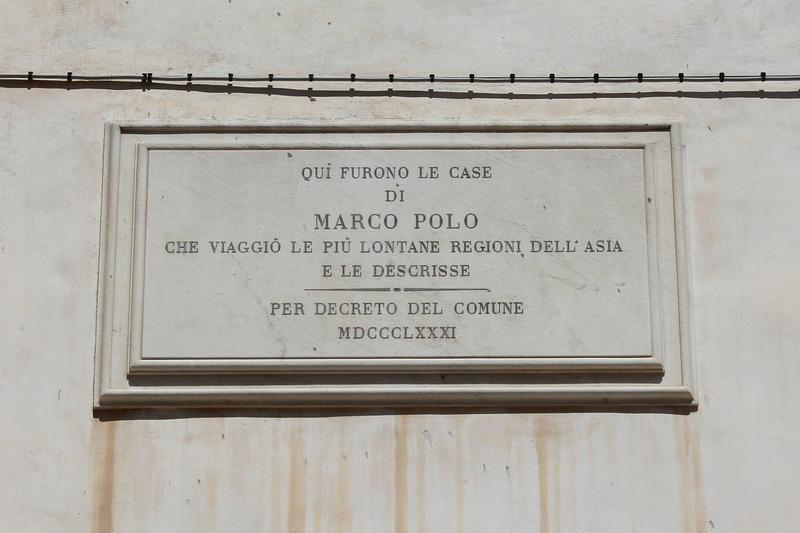 QUI FURONO LE CASE
DI
MARCO POLO
CHE VIAGGIÒ LE PIÙ LONTANE REGIONI DELL'ASIA
E LE DESCRISSE
PER DECRETO DEL COMUNE
MDCCCLXXXI